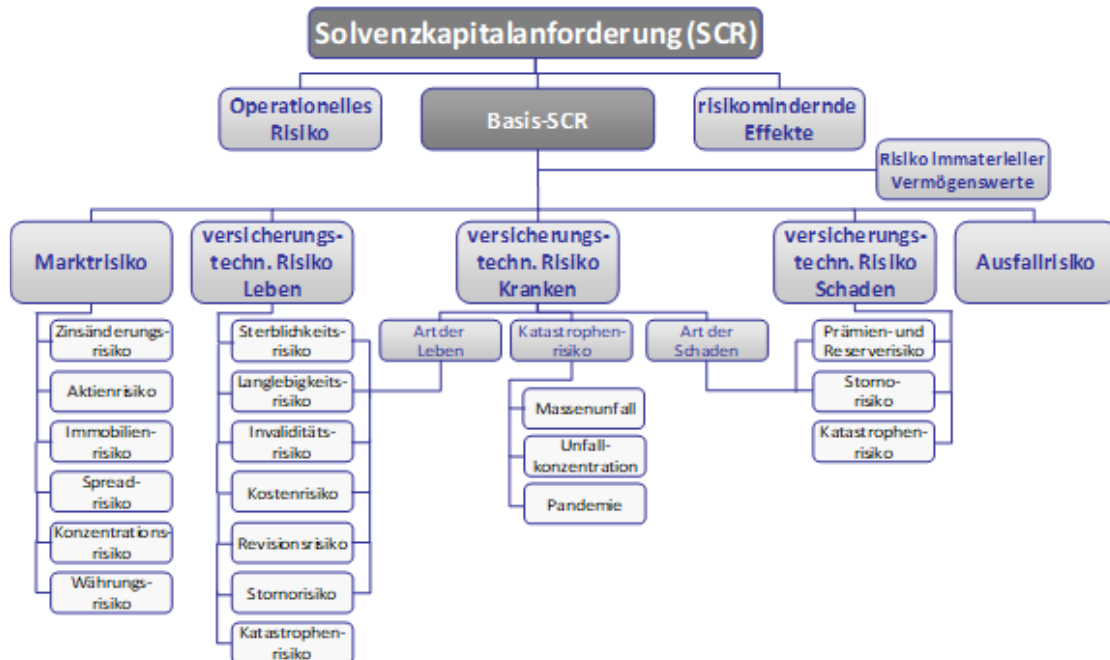 Solvenzkapitalanforderung (SCR)
Operationelles
Risiko
Basis-SCR
risikomindernde
Effekte
Risiko immaterieller
Vermögenswerte
Marktrisiko
versicherungs-
techn. Risiko
Leben
versicherungs-
techn. Risiko
Kranken
versicherungs-
techn. Risiko
Schaden
Ausfallrisiko
Zinsänderungs-
risiko
Aktienrisiko
Immobilien-
risiko
Spread-
risiko
Konzentrations-
risiko
Währungs-
risiko
Sterblichkeits-
risiko
Langlebigkeits-
risiko
Invaliditäts-
risiko
Kostenrisiko
Revisionsrisiko
Stornorisiko
Katastrophen-
risiko
Art der
Leben
Katastrophen-
risiko
Art der
Schaden
Massenunfall
Unfall-
konzentration
Pandemie
Prämien- und
Reserverisiko
Storno-
risiko
Katastrophen-
risiko